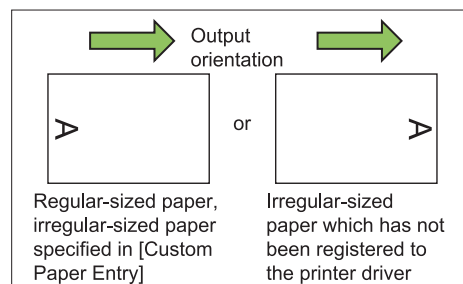 Output
orientation
A
or
A
Regular-sized paper,
irregular-sized paper
specified in [Custom
Paper Entry]
Irregular-sized
paper which has not
been registered to
the printer driver